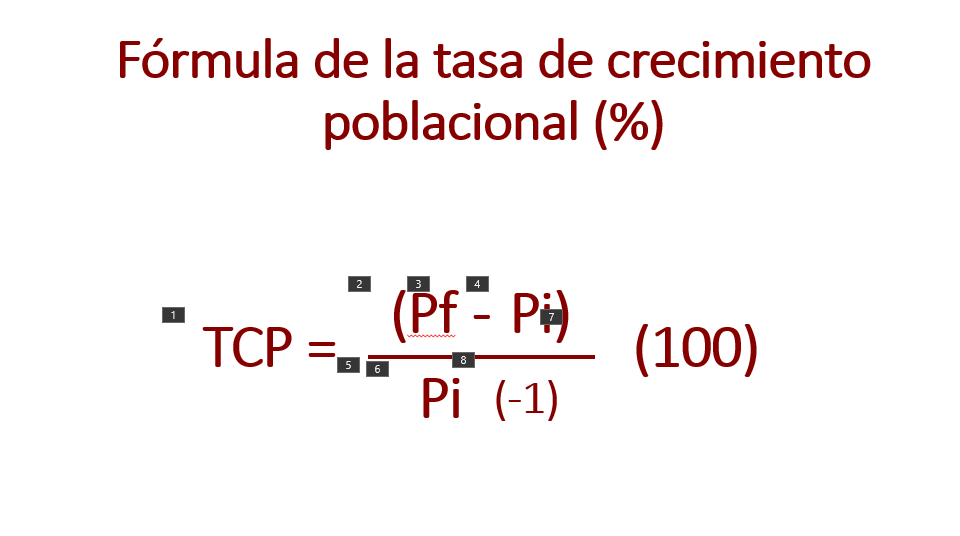 Fórmula de la tasa de crecimiento
poblacional (%)
2 3 4
(Pf - Pi)
1 7
TCP = (100)
5 6 8
Pi (-1)